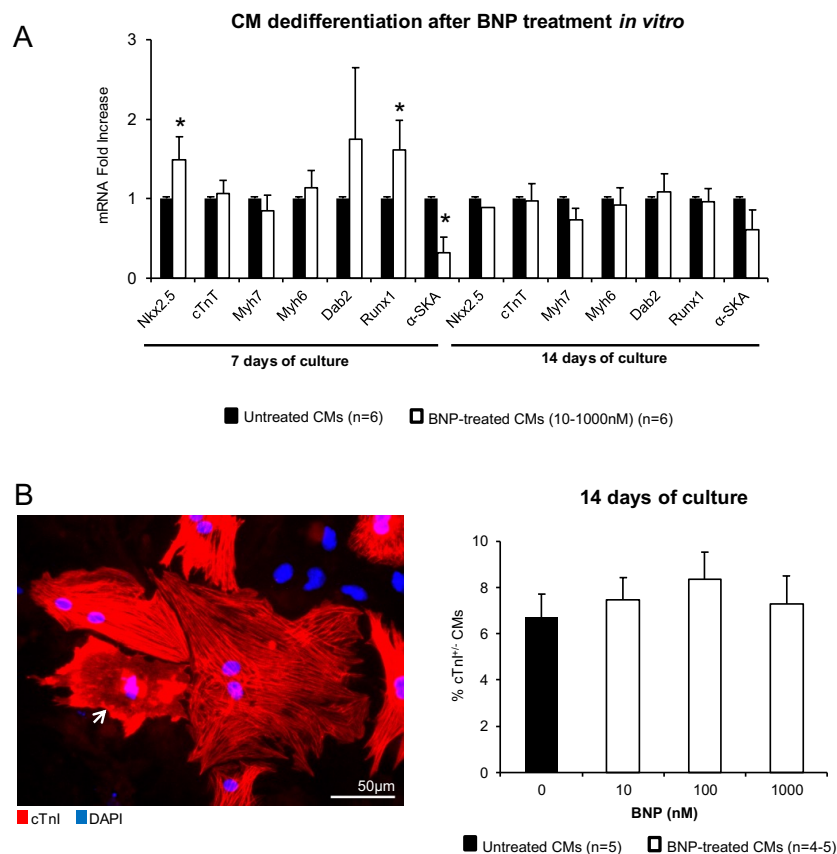 A
CM dedifferentiation after BNP treatment in vitro
mRNA Fold Increase
3
2
1
0
*
*
*
Nkx2.5 cTnT Myh7 Myh6 Dab2 Runx1 α-SKA Nkx2.5 cTnT Myh7 Myh6 Dab2 Runx1 α-SKA
7 days of culture 14 days of culture
Untreated CMs (n=6) BNP-treated CMs (10-1000nM) (n=6)
B
50μm
cTnI DAPI
14 days of culture
% cTnI+/- CMs
10
8
6
4
2
0
0 10 100 1000
BNP (nM)
Untreated CMs (n=5) BNP-treated CMs (n=4-5)